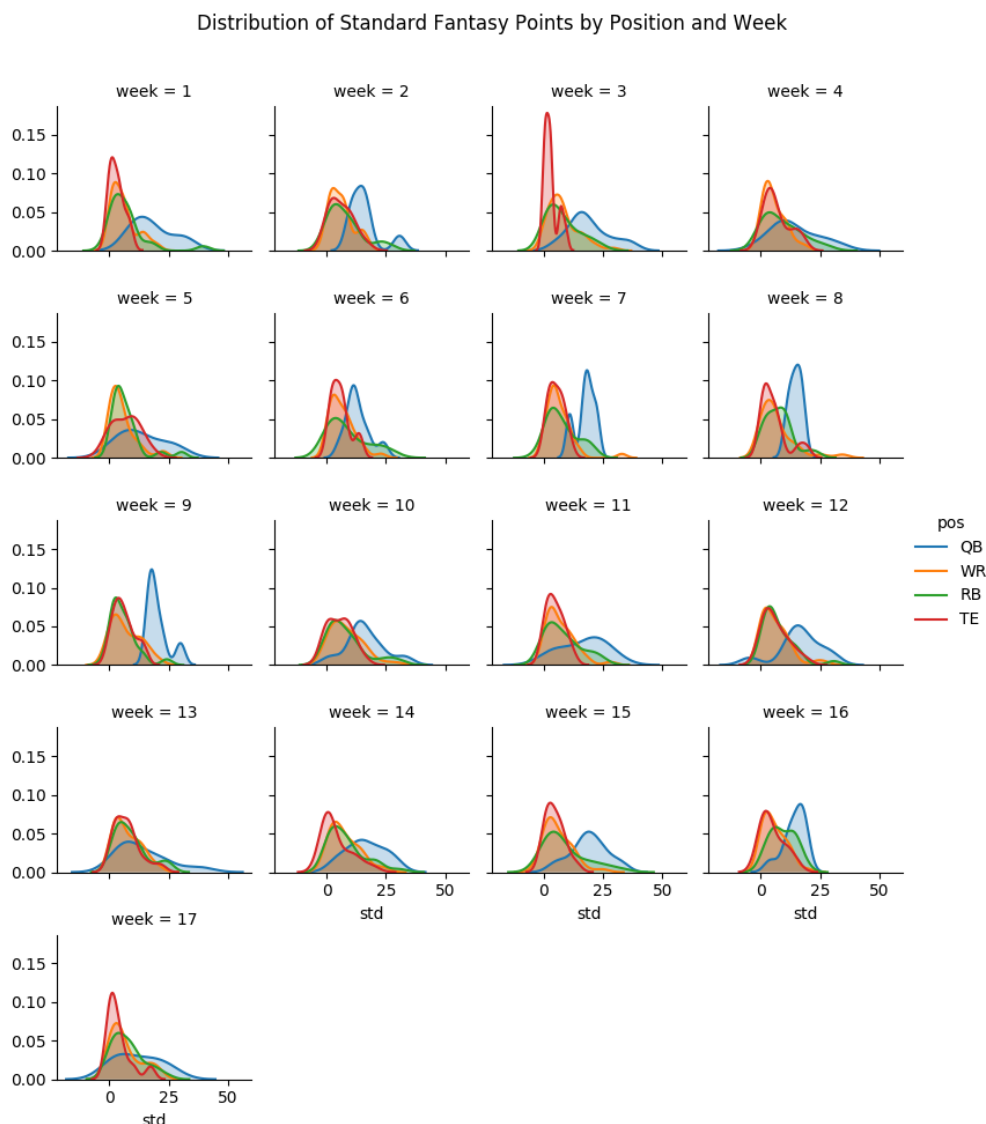 Distribution of Standard Fantasy Points by Position and Week
week = 1
week = 2
week = 3
week = 4
0.15
0.10
0.05
0.00
week = 5
week = 6
week = 7
week = 8
0.15
0.10
0.05
0.00
week = 9
week = 10
week = 11
week = 12
0.15
0.10
0.05
0.00
pos
QB
WR
RB
TE
week = 13
week = 14
week = 15
week = 16
0.15
0.10
0.05
0.00
0 25 50
0 25 50
0 25 50
std
std
std
week = 17
0.15
0.10
0.05
0.00
0 25 50
std